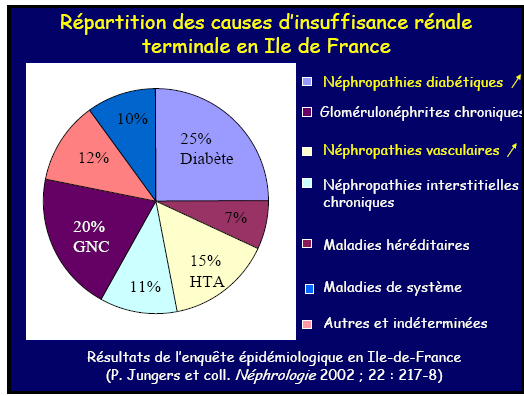 Répartition des causes d'insuffisance rénale
terminale en Ile de France
10%
25%
Diabète
12%
7%
20%
GNC
15%
HTA
11%
Néphropathies diabétiques ↗
Glomérulonéphrites chroniques
Néphropathies vasculaires ↗
Néphropathies interstitielles
chroniques
Maladies héréditaires
Maladies de système
Autres et indéterminées
Résultats de l'enquête épidémiologique en Ile-de-France
(P. Jungers et coll. Néphrologie 2002 ; 22 : 217-8)